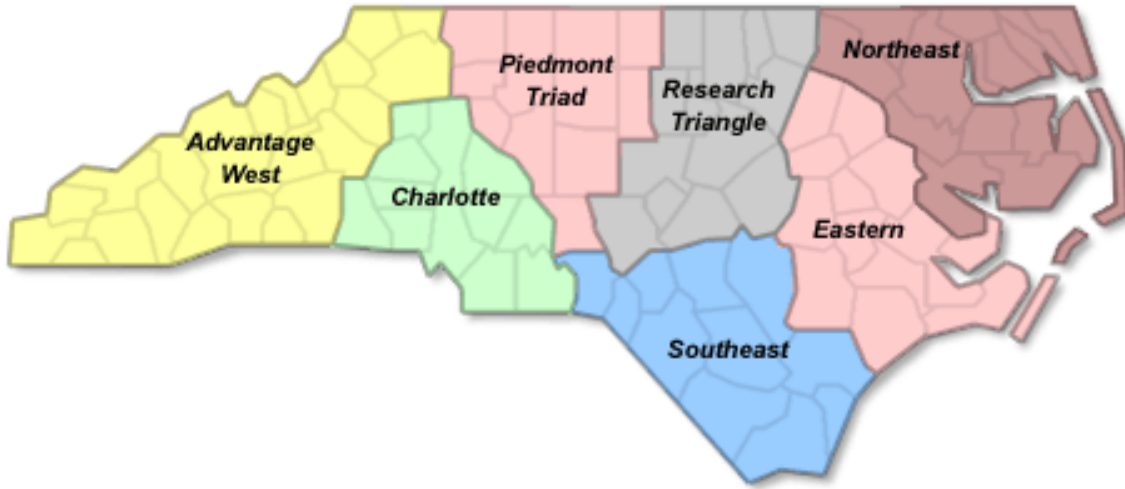 Northeast
Piedmont
Triad
Research
Triangle
Advantage
West
Charlotte
Eastern
Southeast